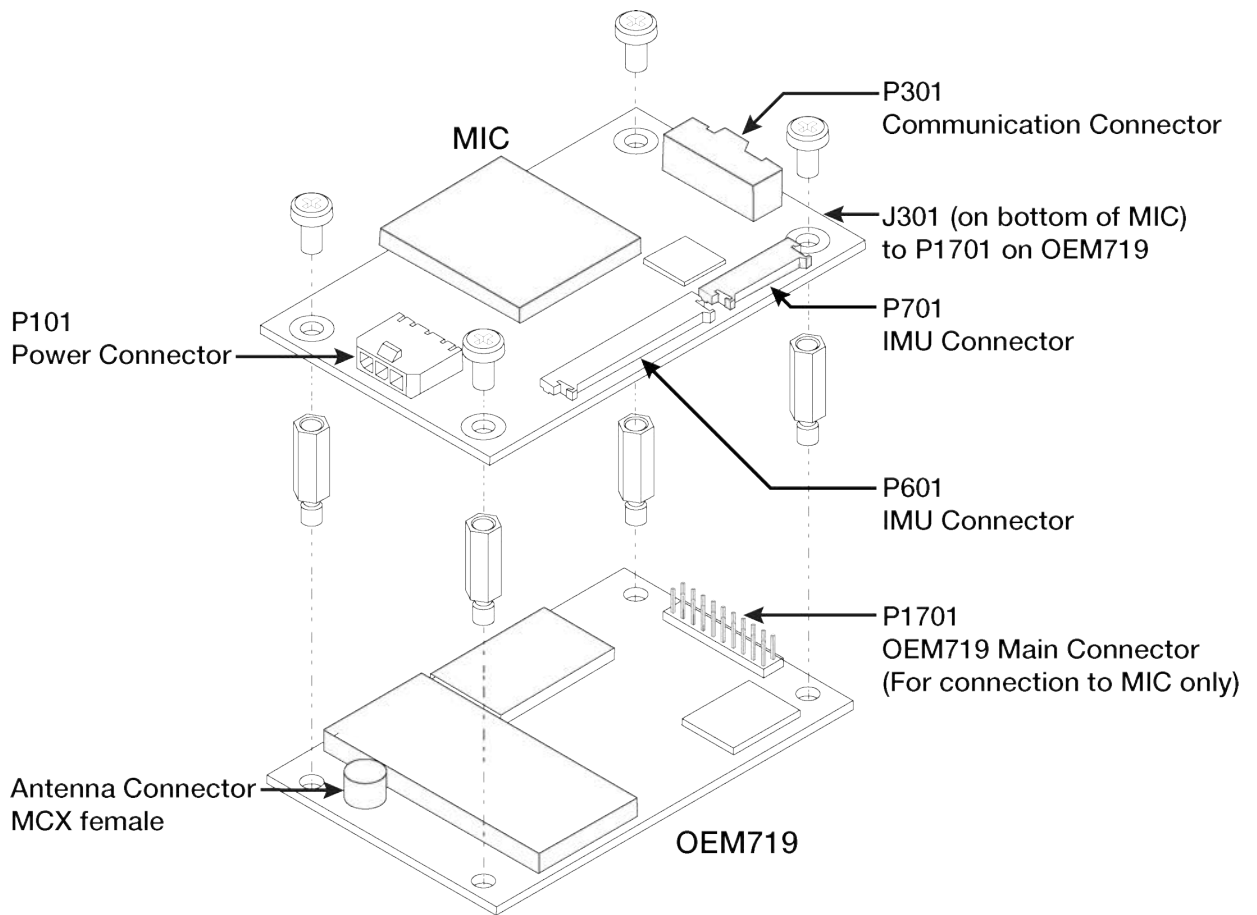 P301
Communication Connector
MIC
J301 (on bottom of MIC)
to P1701 on OEM719
P101
Power Connector
P701
IMU Connector
P601
IMU Connector
P1701
OEM719 Main Connector
(For connection to MIC only)
Antenna Connector
MCX female
OEM719